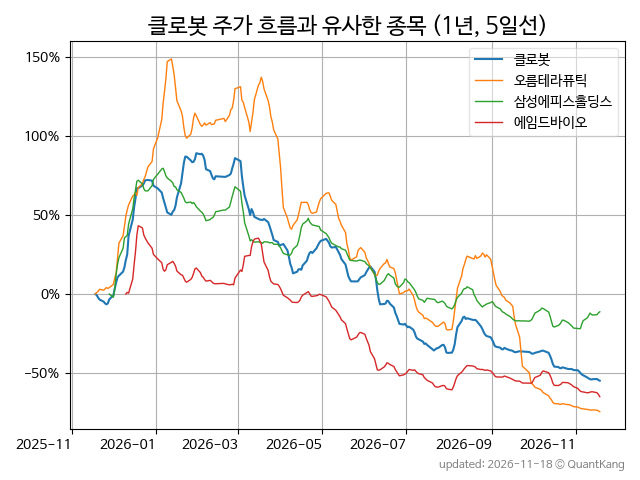 클로봇 주가 흐름과 유사한 종목 (1년, 5일선)
클로봇
오름테라퓨틱
삼성에피스홀딩스
에임드바이오
150%
100%
50%
0%
−50%
2025-11
2026-01
2026-03
2026-05
2026-07
2026-09
2026-11
updated: 2026-11-18 © QuantKang